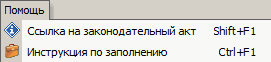 Помощь
Ссылка на законодательный акт Shift+F1
Инструкция по заполнению Ctrl+F1